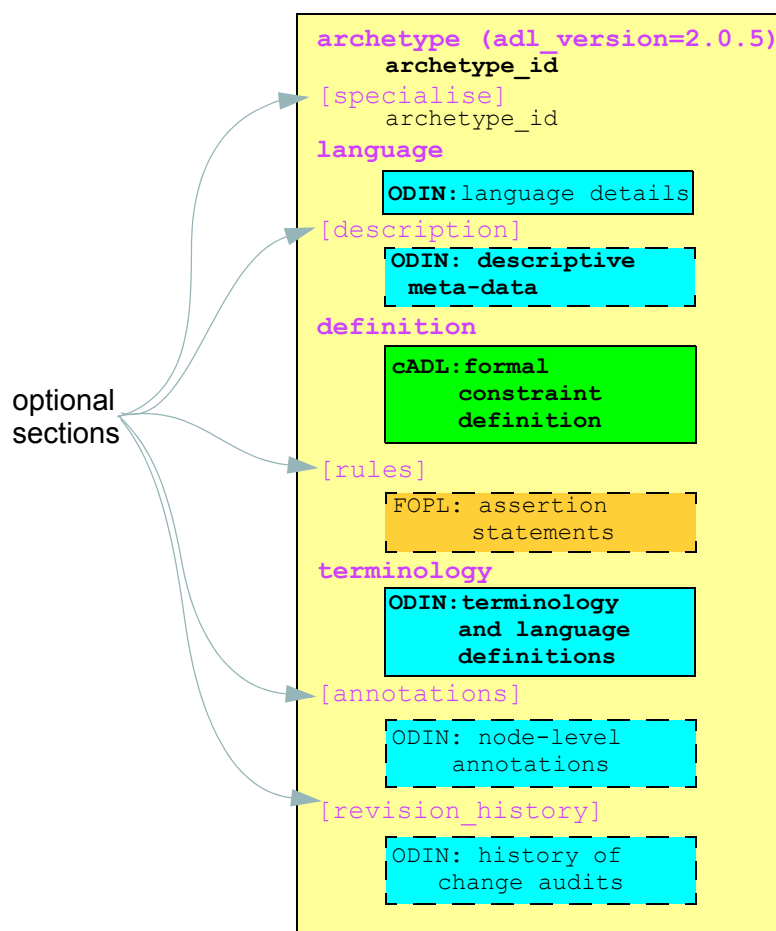 archetype (adl_version=2.0.5)
archetype_id
[specialise]
archetype_id
language
ODIN:language details
[description]
ODIN: descriptive
meta-data
definition
cADL:formal
constraint
definition
optional
sections
[rules]
FOPL: assertion
statements
terminology
ODIN:terminology
and language
definitions
[annotations]
ODIN: node-level
annotations
[revision_history]
ODIN: history of
change audits